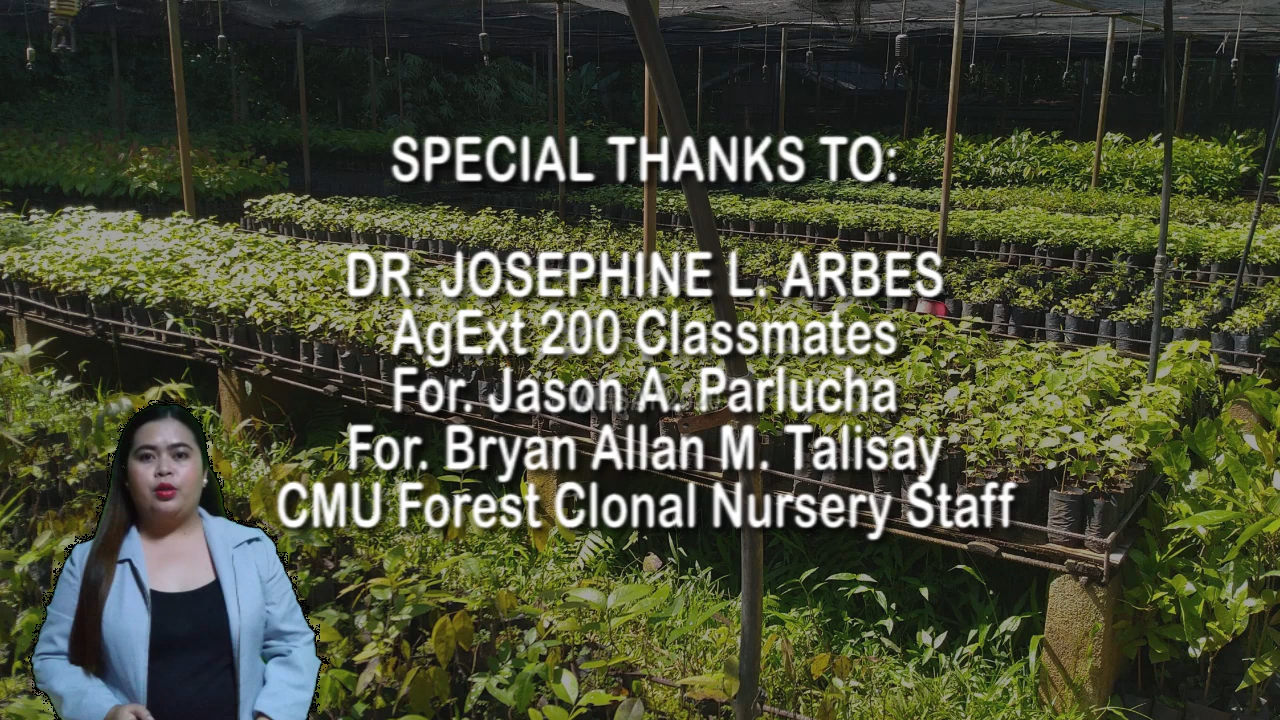 SPECIAL THANKS TO:
DR. JOSEPHINE L. ARBES
AgExt 200 Classmates
For. Jason A. Parlucha
For. Bryan Allan M. Talisay
CMU Forest Clonal Nursery Staff